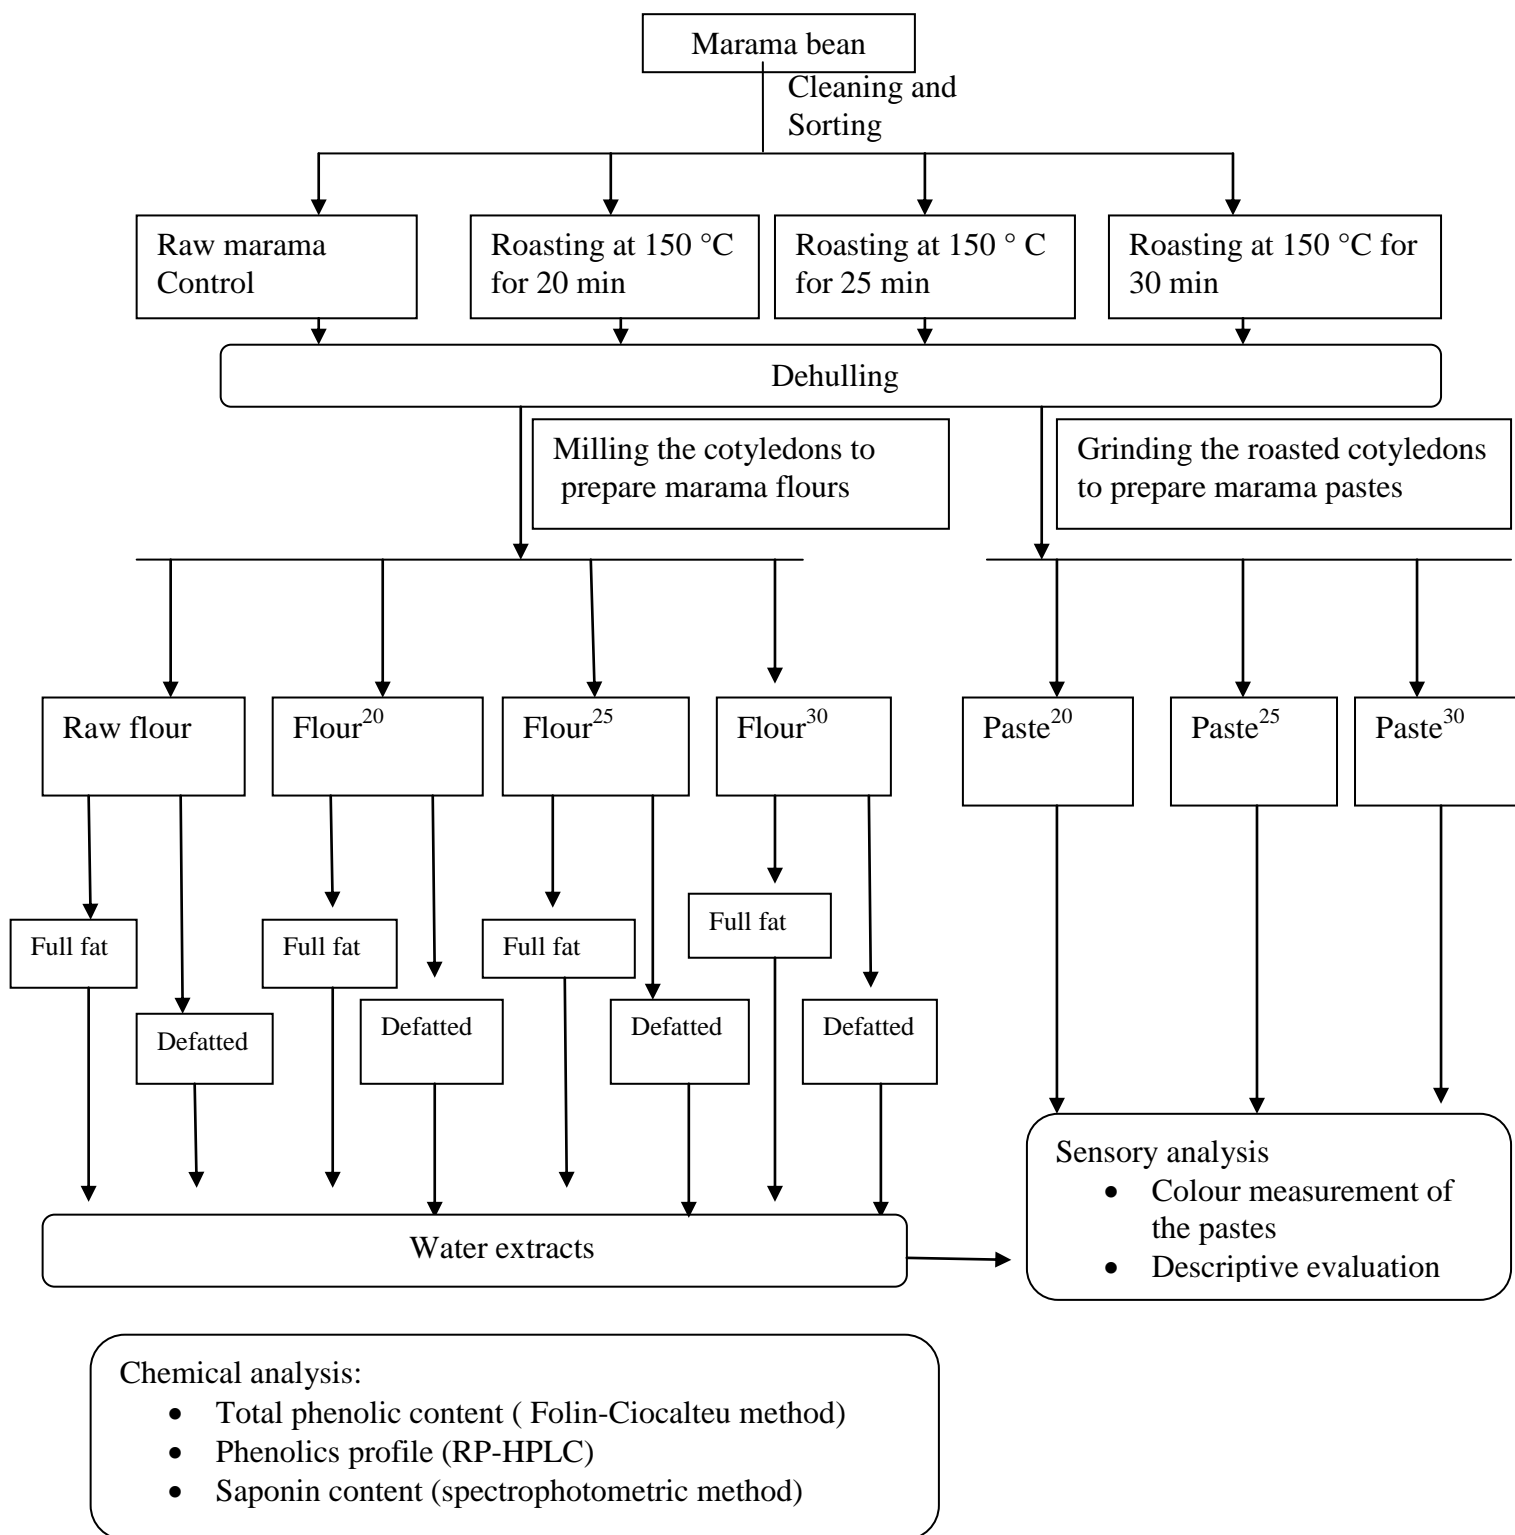 Marama bean
Cleaning and
Sorting
Raw marama
Control
Roasting at 150 °C
for 20 min
Roasting at 150 ° C
for 25 min
Roasting at 150 °C for
30 min
Dehulling
Milling the cotyledons to
prepare marama flours
Grinding the roasted cotyledons
to prepare marama pastes
Raw flour
Flour²⁰
Flour²⁵
Flour³⁰
Paste²⁰
Paste²⁵
Paste³⁰
Full fat
Full fat
Full fat
Full fat
Defatted
Defatted
Defatted
Defatted
Water extracts
Sensory analysis
• Colour measurement of
the pastes
• Descriptive evaluation
Chemical analysis:
• Total phenolic content ( Folin-Ciocalteu method)
• Phenolics profile (RP-HPLC)
• Saponin content (spectrophotometric method)